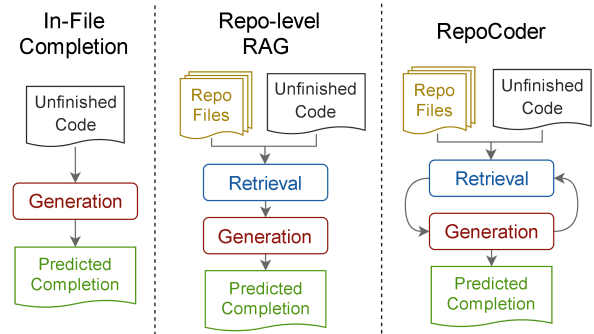 In-File
Completion
Unfinished
Code
Generation
Predicted
Completion
Repo-level
RAG
Repo
Files
Unfinished
Code
Retrieval
Generation
Predicted
Completion
RepoCoder
Repo
Files
Unfinished
Code
Retrieval
Generation
Predicted
Completion